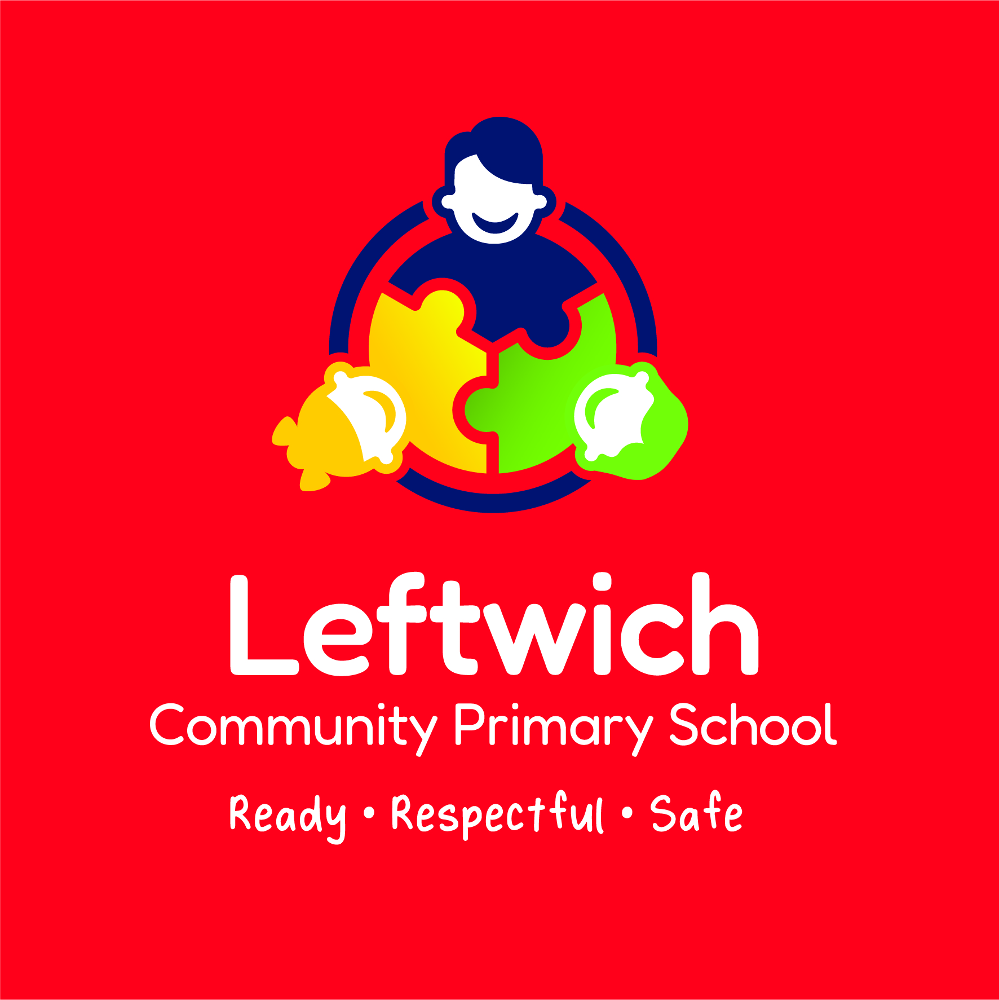 Leftwich
Community Primary School
Ready • Respectful • Safe